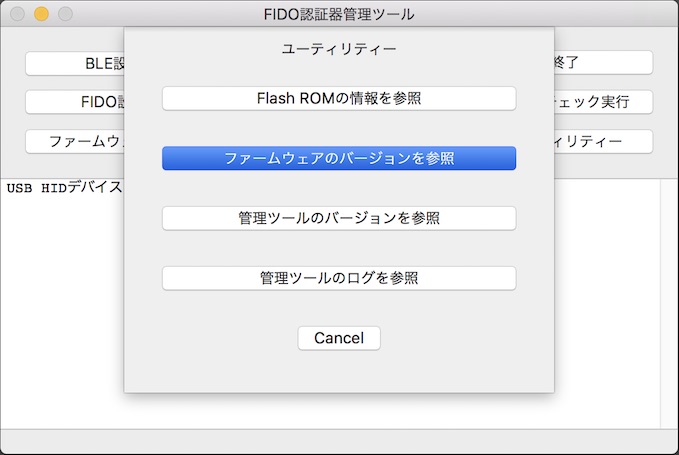 FIDO認証器管理ツール
ユーティリティー
BLE設
終了
Flash ROMの情報を参照
FIDO設
ェック実行
ファームウェアのバージョンを参照
ファームウ
ィリティー
USB HIDデバイス
管理ツールのバージョンを参照
管理ツールのログを参照
Cancel